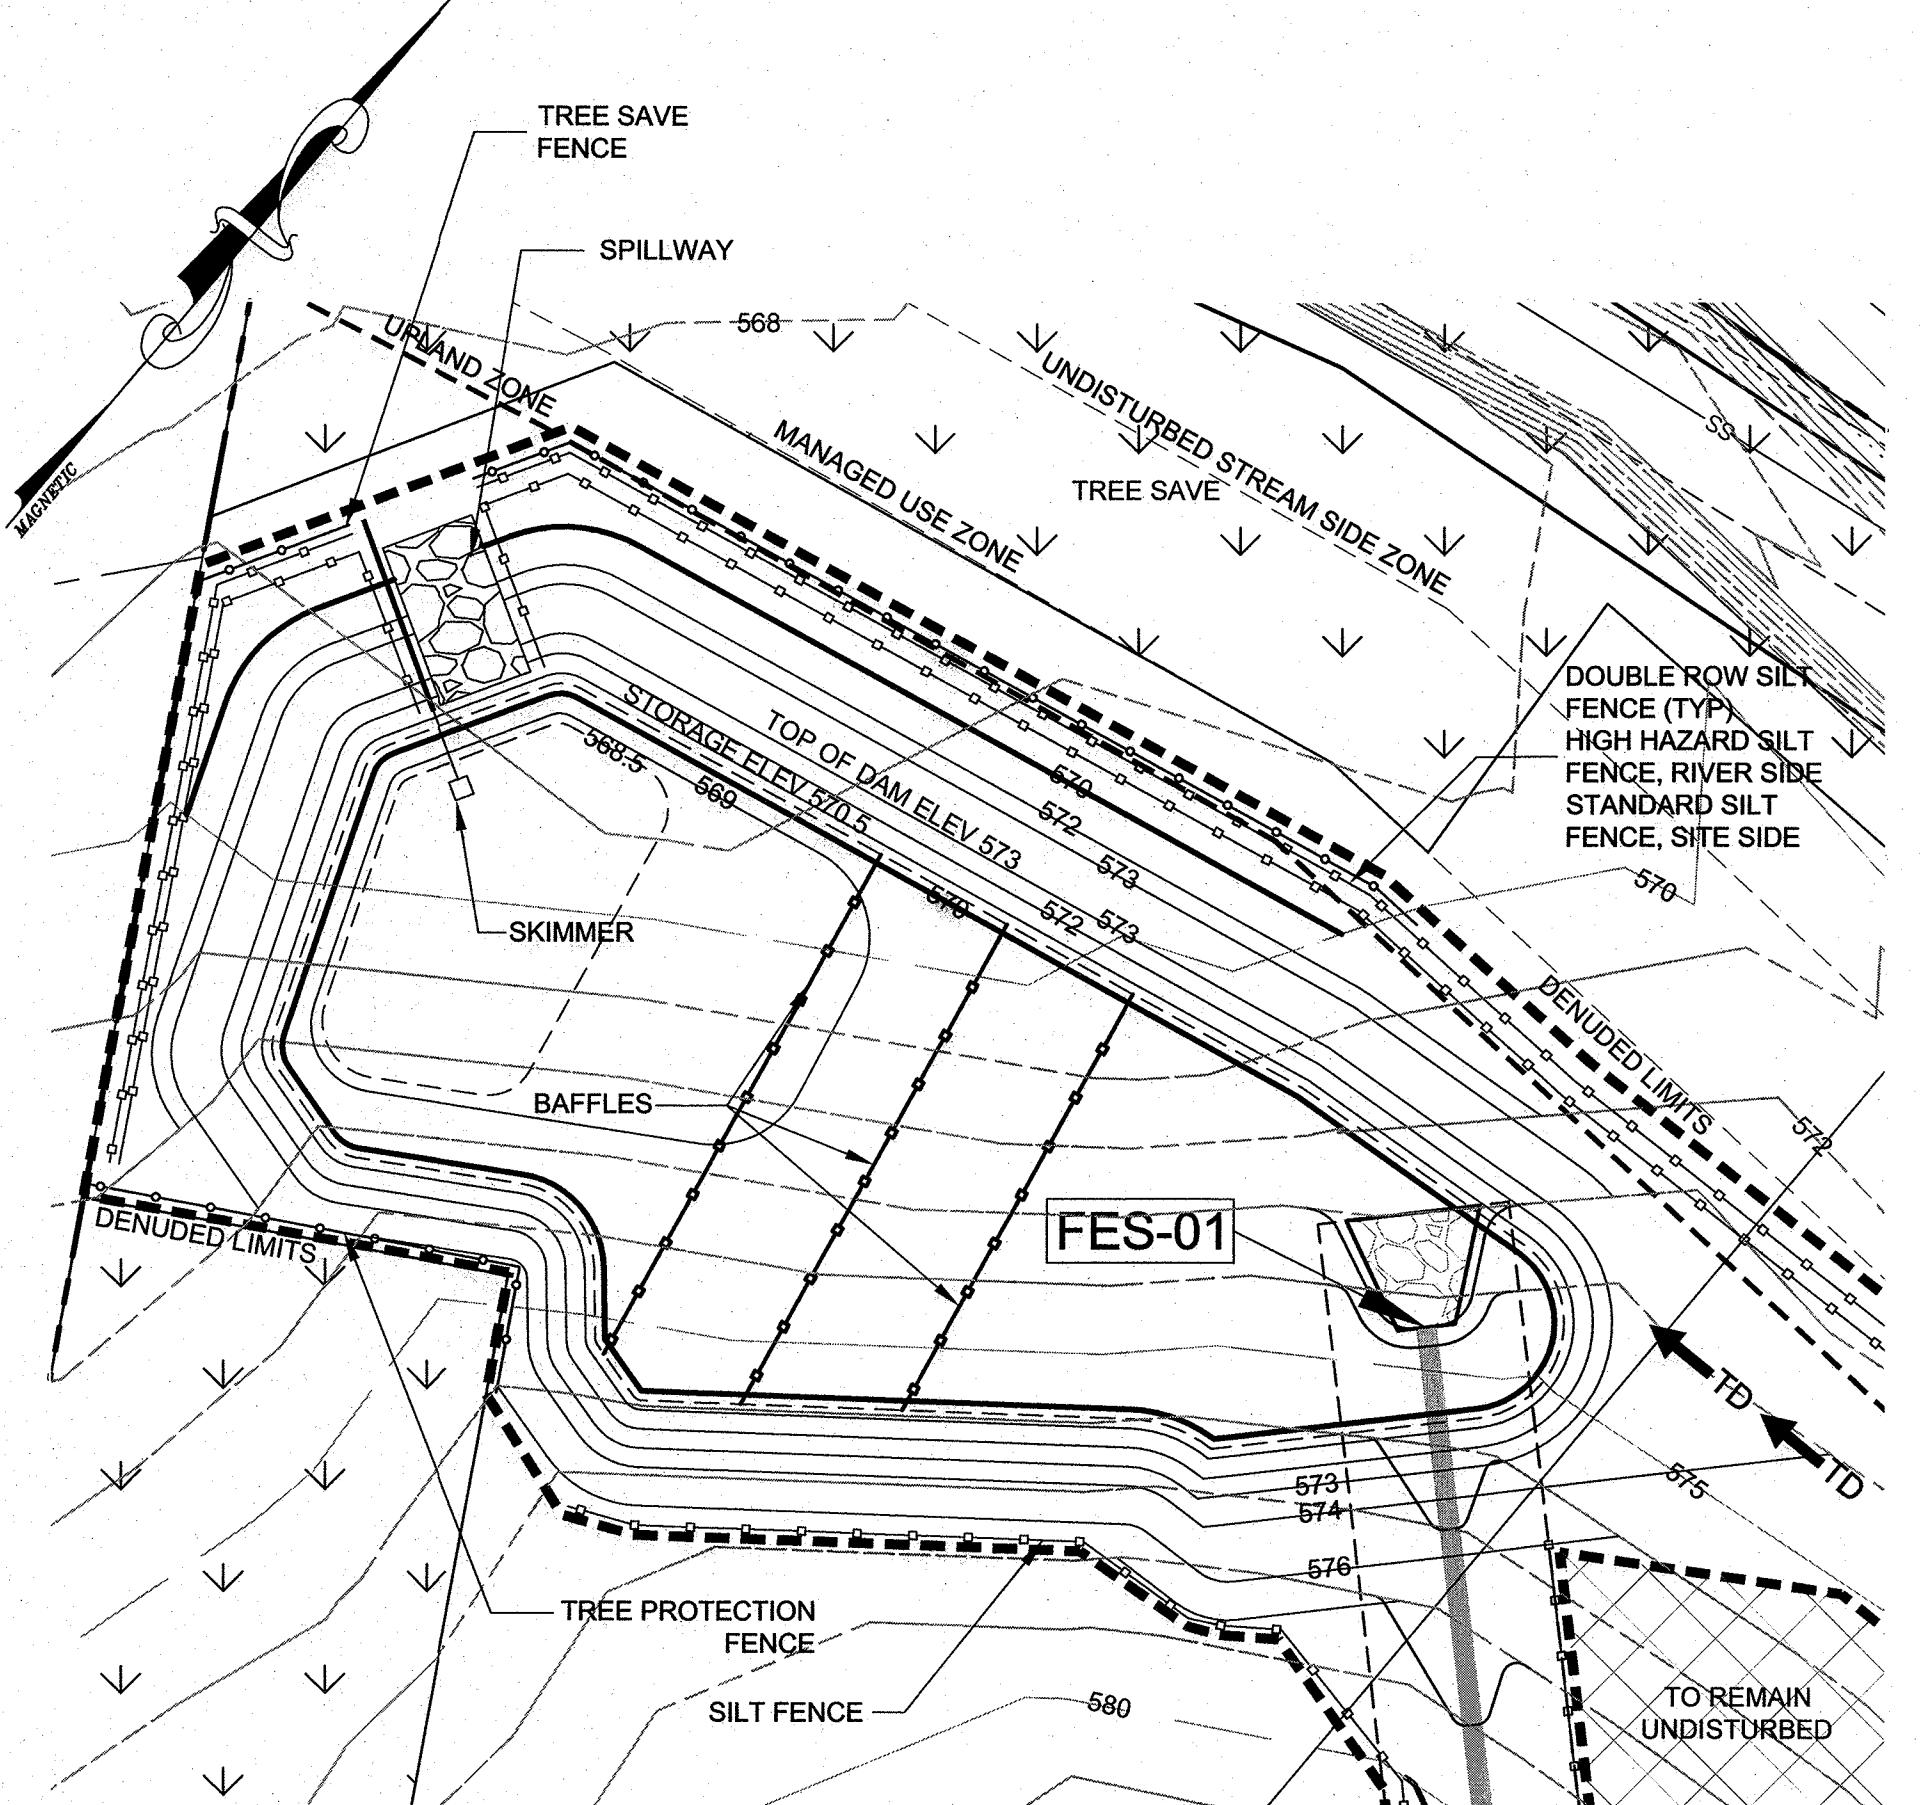 TREE SAVE
FENCE
SPILLWAY
MAGNETIC
UPLAND ZONE
568
MANAGED USE ZONE
UNDISTURBED STREAM SIDE ZONE
TREE SAVE
SS
DOUBLE ROW SILT
FENCE (TYP)
HIGH HAZARD SILT
FENCE, RIVER SIDE
STANDARD SILT
FENCE, SITE SIDE
STORAGE ELEV 570.5
TOP OF DAM ELEV 573
568.5
569
570
572
573
570
572
573
570
SKIMMER
DENUDED LIMITS
BAFFLES
572
FES-01
DENUDED LIMITS
TD
TD
573
574
575
576
TREE PROTECTION
FENCE
SILT FENCE
580
TO REMAIN
UNDISTURBED